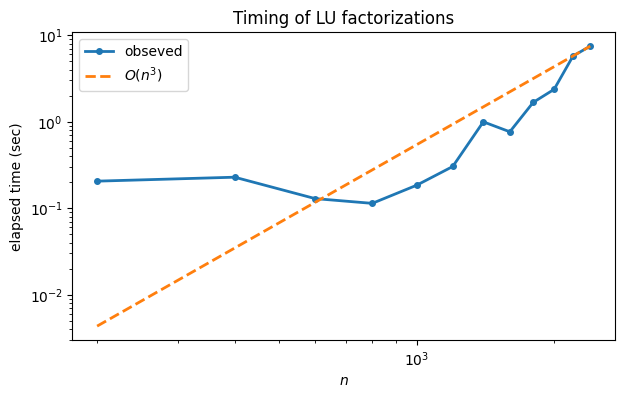 Timing of LU factorizations
obseved
O(n³)
elapsed time (sec)
10¹
10⁰
10⁻¹
10⁻²
10³
n